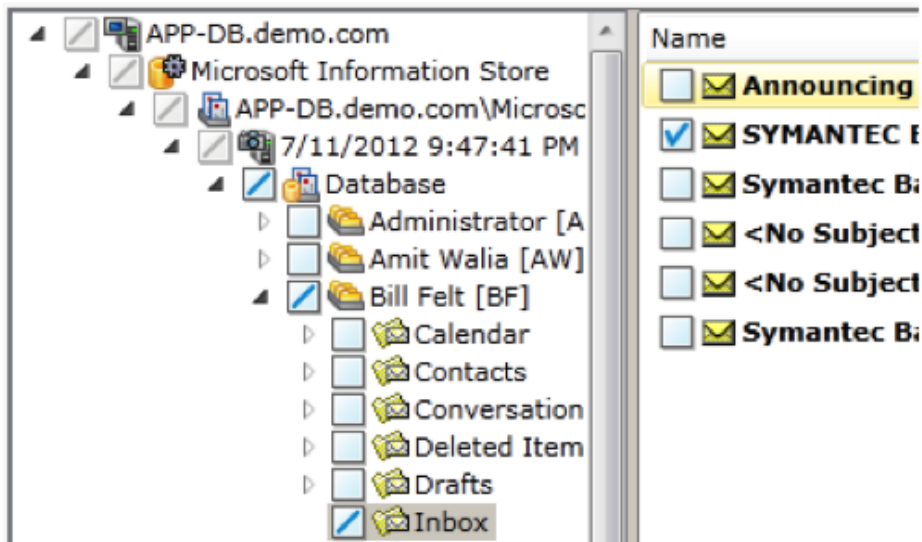 APP-DB.demo.com
Microsoft Information Store
APP-DB.demo.com\Microsc
7/11/2012 9:47:41 PM
Database
Administrator [A
Amit Walia [AW]
Bill Felt [BF]
Calendar
Contacts
Conversation
Deleted Item
Drafts
Inbox
Name
Announcing
SYMANTEC
Symantec Ba
<No Subject
<No Subject
Symantec Ba